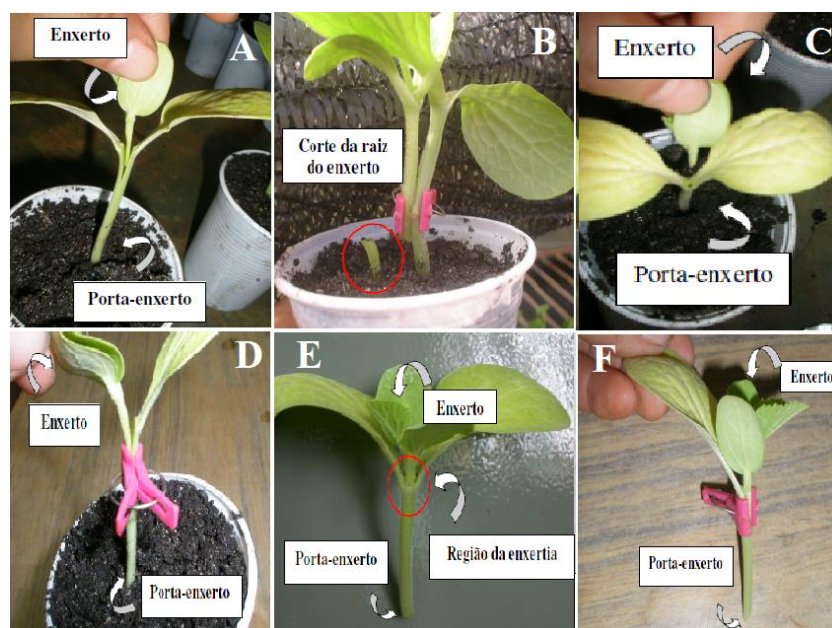 A
Enxerto
Porta-enxerto
B
Corte da raiz
do enxerto
C
Enxerto
Porta-enxerto
D
Enxerto
Porta-enxerto
E
Enxerto
Porta-enxerto
Região da enxertia
F
Enxerto
Porta-enxerto